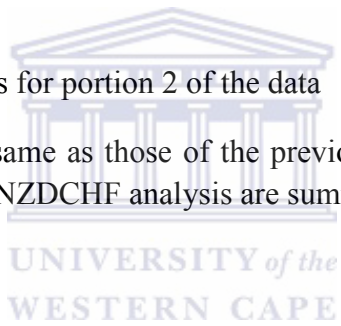 s for portion 2 of the data
same as those of the previo
NZDCHF analysis are sum
UNIVERSITY of the
WESTERN CAPE